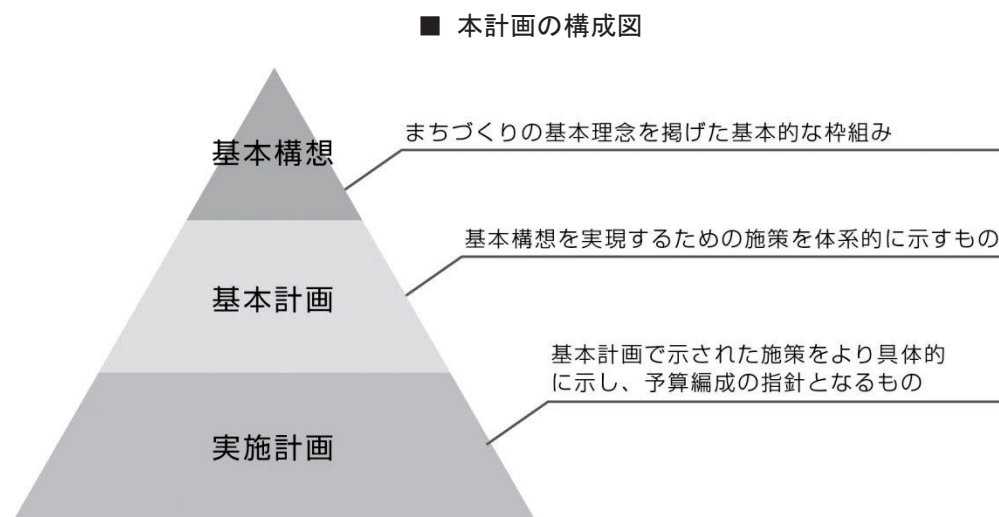 ■ 本計画の構成図
基本構想
まちづくりの基本理念を掲げた基本的な枠組み
基本計画
基本構想を実現するための施策を体系的に示すもの
実施計画
基本計画で示された施策をより具体的
に示し、予算編成の指針となるもの